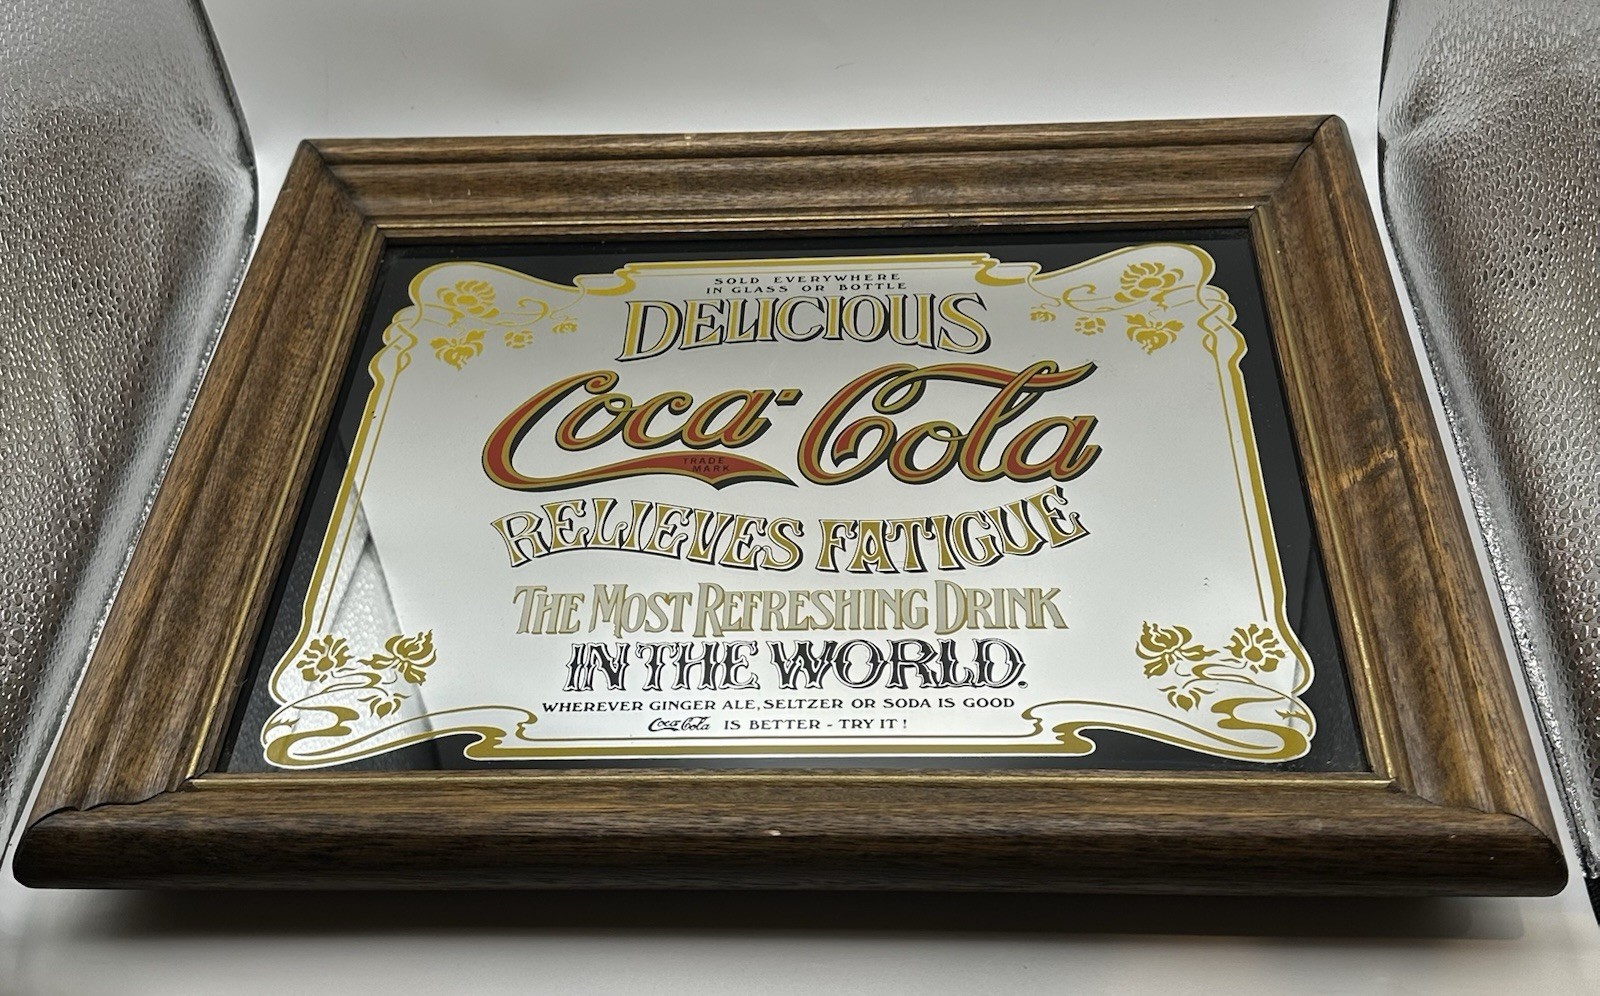 SOLD EVERYWHERE
IN GLASS OR BOTTLE
DELICIOUS
Coca-Cola
TRADE
MARK
RELIEVES FATIGUE
THE MOST REFRESHING DRINK
IN THE WORLD.
WHEREVER GINGER ALE, SELTZER OR SODA IS GOOD
Coca-Cola IS BETTER - TRY IT!